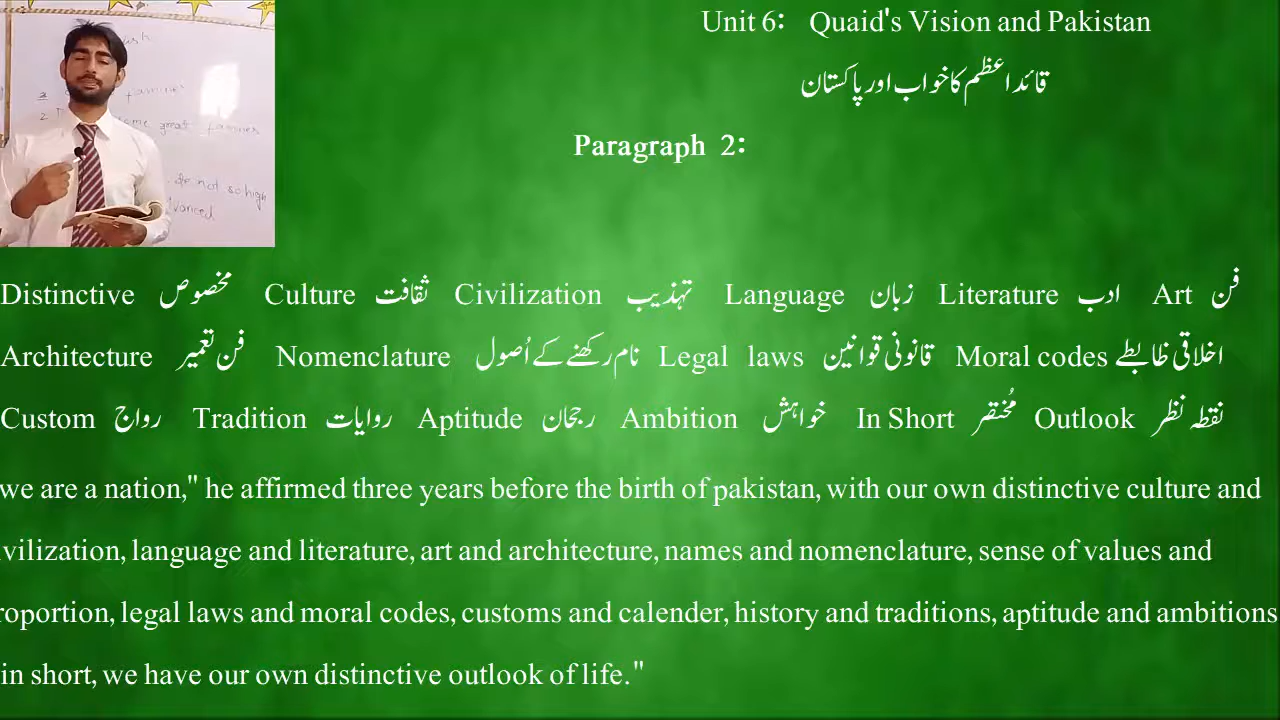 Unit 6: Quaid's Vision and Pakistan
قائد اعظم کا خواب اور پاکستان
Paragraph 2:
Distinctive مخصوص Culture ثقافت Civilization تہذیب Language زبان Literature ادب Art فن
Architecture فن تعمیر Nomenclature نام رکھنے کے اُصول Legal laws قانونی قوانین Moral codes اخلاقی ضابطے
Custom رواج Tradition روایات Aptitude رجحان Ambition خواہش In Short مُختصر Outlook نقطہ نظر
we are a nation," he affirmed three years before the birth of pakistan, with our own distinctive culture and
vilization, language and literature, art and architecture, names and nomenclature, sense of values and
roportion, legal laws and moral codes, customs and calender, history and traditions, aptitude and ambitions
in short, we have our own distinctive outlook of life."